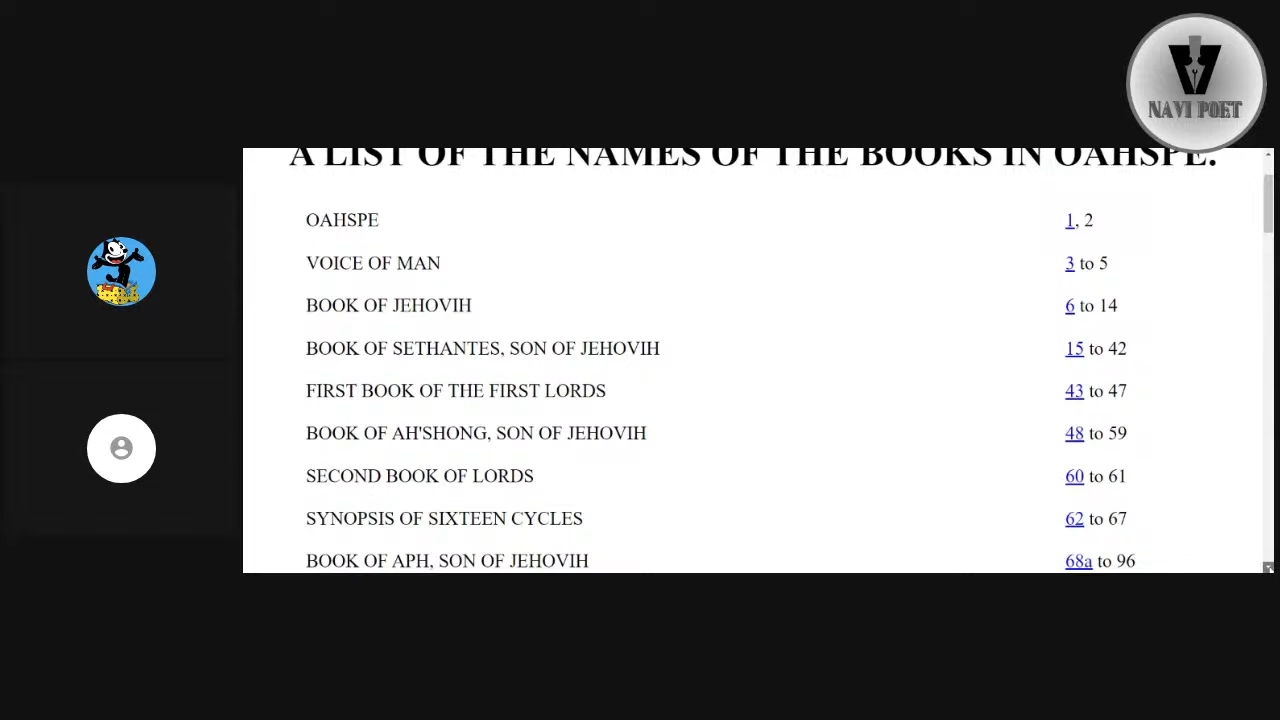 NAVI POET
A LIST OF THE NAMES OF THE BOOKS IN OAHSPE.
OAHSPE 1, 2
VOICE OF MAN 3 to 5
BOOK OF JEHOVIH 6 to 14
BOOK OF SETHANTES, SON OF JEHOVIH 15 to 42
FIRST BOOK OF THE FIRST LORDS 43 to 47
BOOK OF AH'SHONG, SON OF JEHOVIH 48 to 59
SECOND BOOK OF LORDS 60 to 61
SYNOPSIS OF SIXTEEN CYCLES 62 to 67
BOOK OF APH, SON OF JEHOVIH 68a to 96